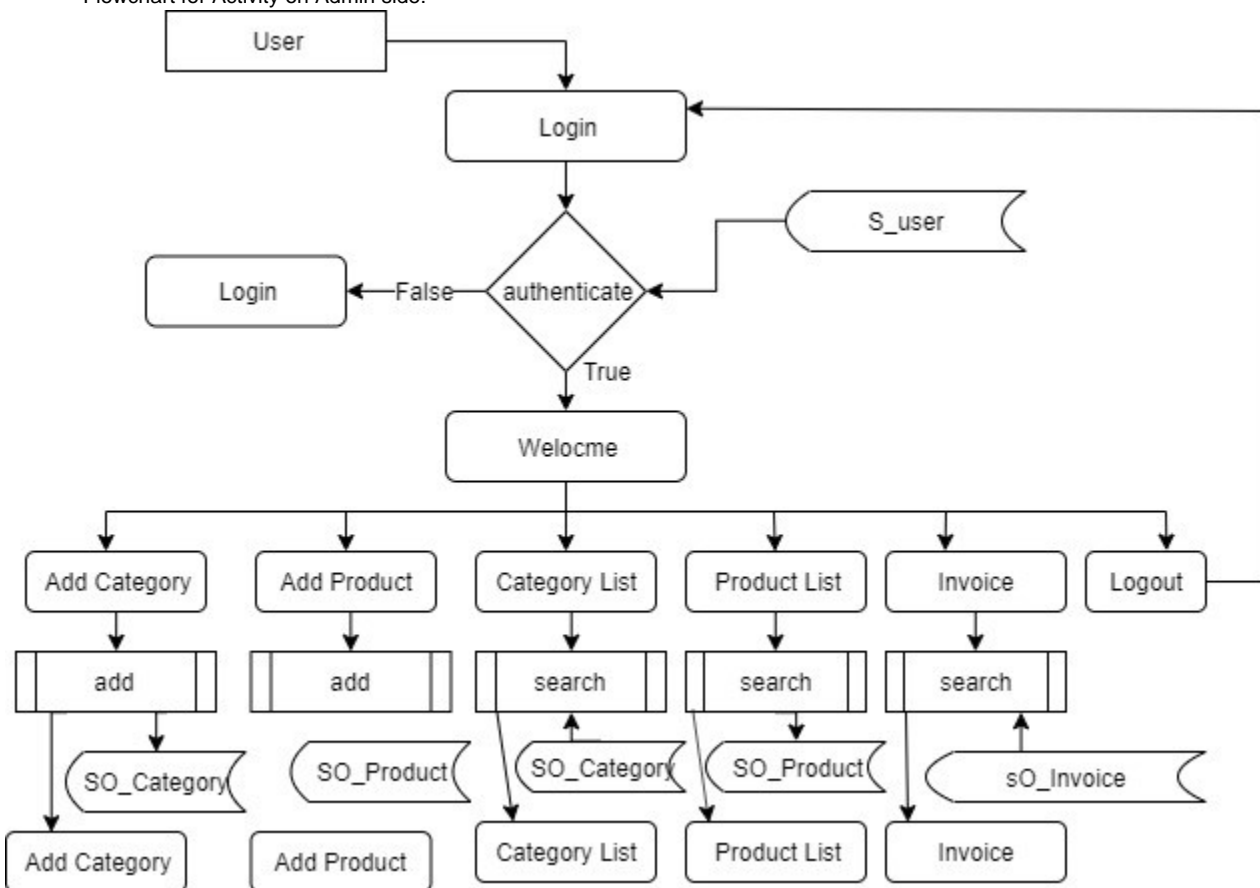 Flowchart for Activity on Admin side.
User
Login
S_user
Login
False
authenticate
True
Welocme
Add Category
Add Product
Category List
Product List
Invoice
Logout
add
add
search
search
search
SO_Category
SO_Product
SO_Category
SO_Product
sO_Invoice
Add Category
Add Product
Category List
Product List
Invoice